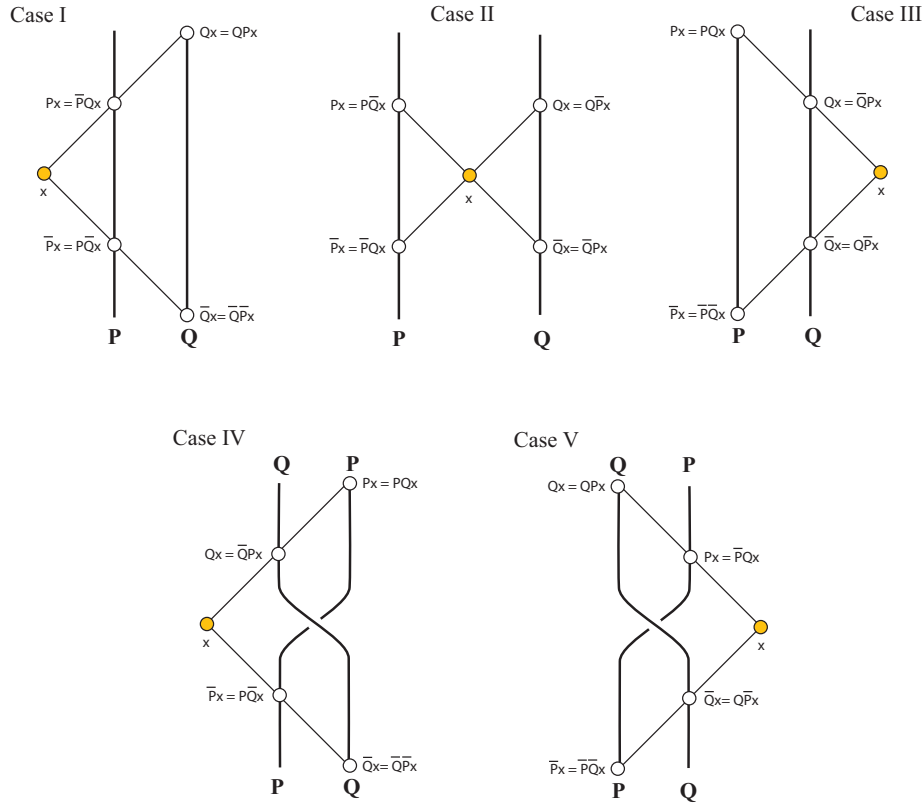 Case I
Qx = QPx
Px = P̅Qx
x
P̅x = PQ̅x
Q̅x= Q̅P̅x
P
Q
Case II
Px = PQ̅x
Qx = QP̅x
x
P̅x = P̅Qx
Q̅x= Q̅Px
P
Q
Case III
Px = PQx
Qx = Q̅Px
x
Q̅x= QP̅x
P̅x = P̅Q̅x
P
Q
Case IV
Q
P
Px = PQx
Qx = Q̅Px
x
P̅x = PQ̅x
Q̅x= Q̅P̅x
P
Q
Case V
Q
P
Qx = QPx
Px = P̅Qx
x
Q̅x= QP̅x
P̅x = P̅Q̅x
P
Q